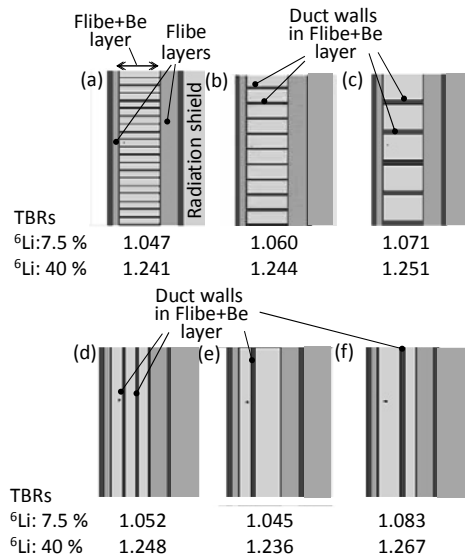 Flibe+Be
layer
Flibe
layers
Duct walls
in Flibe+Be
layer
(a)
(b)
(c)
Radiation shield
TBRs
⁶Li:7.5 % 1.047 1.060 1.071
⁶Li: 40 % 1.241 1.244 1.251
Duct walls
in Flibe+Be
layer
(d)
(e)
(f)
TBRs
⁶Li: 7.5 % 1.052 1.045 1.083
⁶Li: 40 % 1.248 1.236 1.267